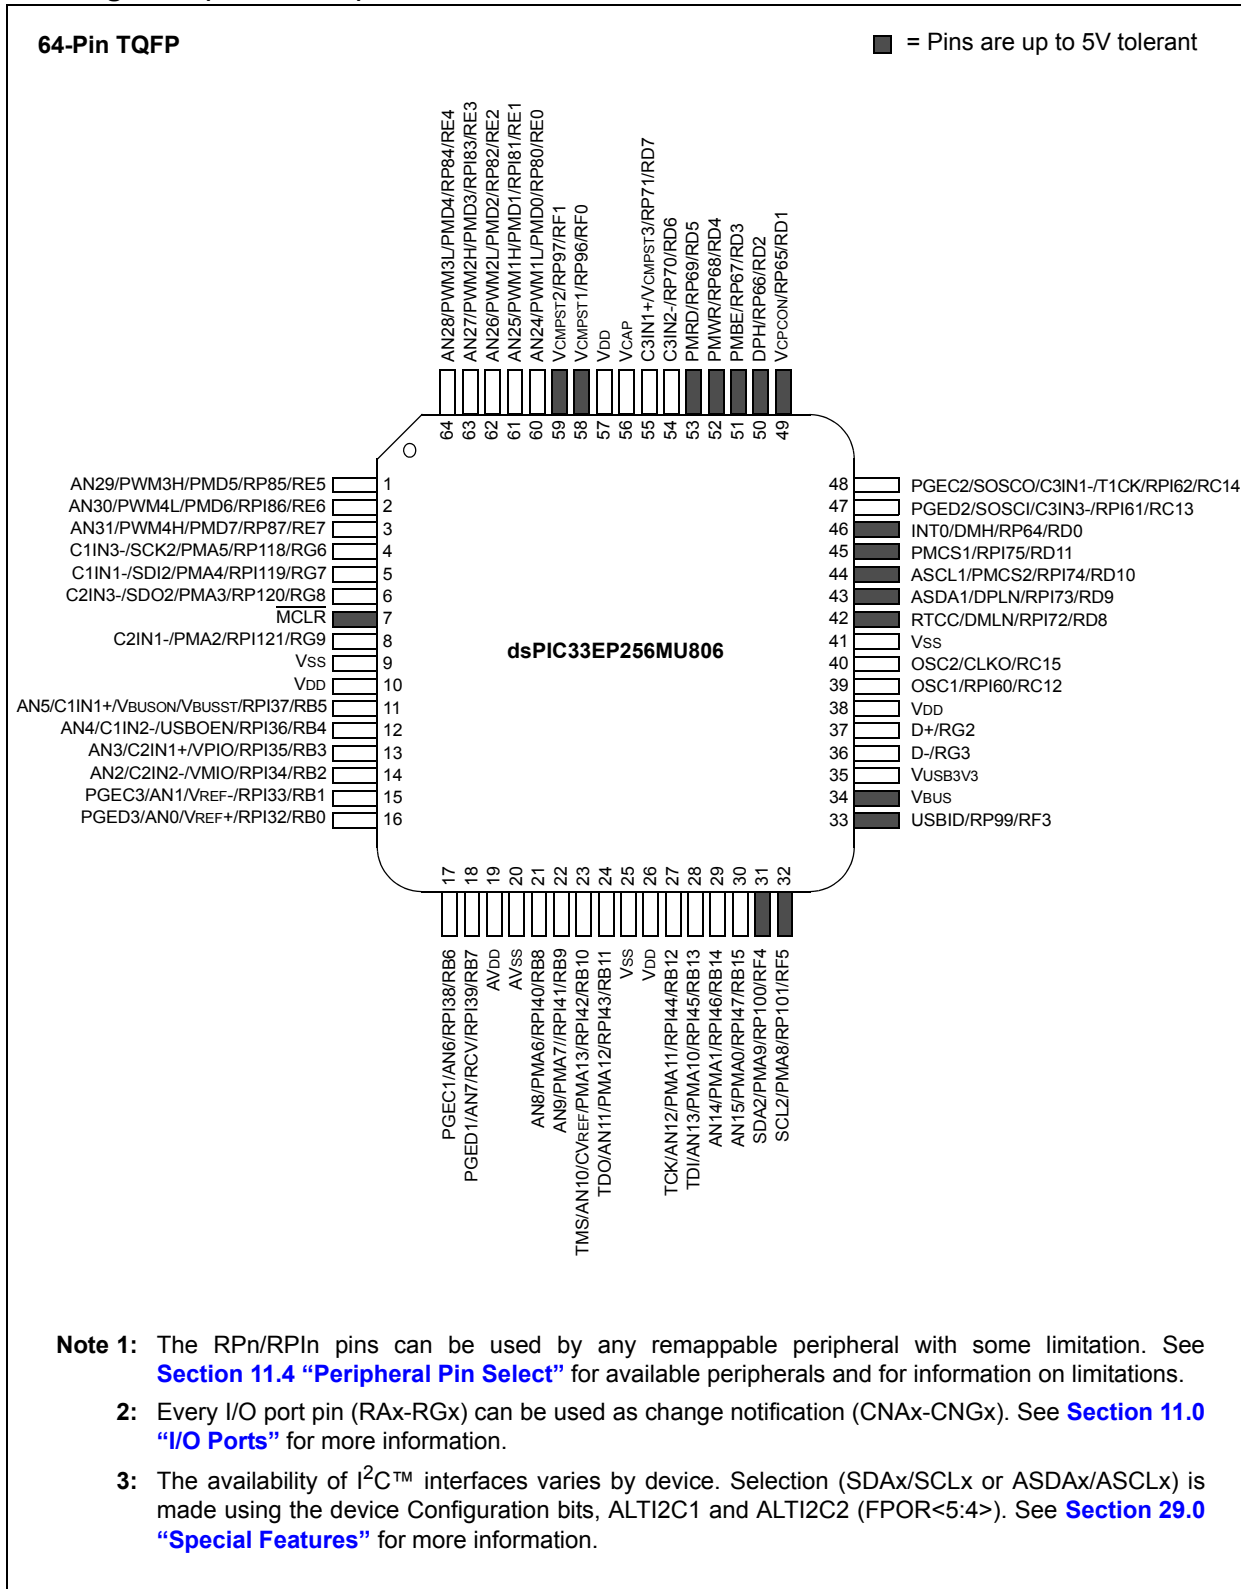 64-Pin TQFP
= Pins are up to 5V tolerant
AN28/PWM3L/PMD4/RP84/RE4
AN27/PWM2H/PMD3/RPI83/RE3
AN26/PWM2L/PMD2/RP82/RE2
AN25/PWM1H/PMD1/RPI81/RE1
AN24/PWM1L/PMD0/RP80/RE0
VCMPST2/RP97/RF1
VCMPST1/RP96/RF0
VDD
VCAP
C3IN1+/VCMPST3/RP71/RD7
C3IN2-/RP70/RD6
PMRD/RP69/RD5
PMWR/RP68/RD4
PMBE/RP67/RD3
DPH/RP66/RD2
VCPCON/RP65/RD1
64 63 62 61 60 59 58 57 56 55 54 53 52 51 50 49
AN29/PWM3H/PMD5/RP85/RE5 1
AN30/PWM4L/PMD6/RPI86/RE6 2
AN31/PWM4H/PMD7/RP87/RE7 3
C1IN3-/SCK2/PMA5/RP118/RG6 4
C1IN1-/SDI2/PMA4/RPI119/RG7 5
C2IN3-/SDO2/PMA3/RP120/RG8 6
MCLR 7
C2IN1-/PMA2/RPI121/RG9 8
VSS 9
VDD 10
AN5/C1IN1+/VBUSON/VBUSST/RPI37/RB5 11
AN4/C1IN2-/USBOEN/RPI36/RB4 12
AN3/C2IN1+/VPIO/RPI35/RB3 13
AN2/C2IN2-/VMIO/RPI34/RB2 14
PGEC3/AN1/VREF-/RPI33/RB1 15
PGED3/AN0/VREF+/RPI32/RB0 16
dsPIC33EP256MU806
48 PGEC2/SOSCO/C3IN1-/T1CK/RPI62/RC14
47 PGED2/SOSCI/C3IN3-/RPI61/RC13
46 INT0/DMH/RP64/RD0
45 PMCS1/RPI75/RD11
44 ASCL1/PMCS2/RPI74/RD10
43 ASDA1/DPLN/RPI73/RD9
42 RTCC/DMLN/RPI72/RD8
41 VSS
40 OSC2/CLKO/RC15
39 OSC1/RPI60/RC12
38 VDD
37 D+/RG2
36 D-/RG3
35 VUSB3V3
34 VBUS
33 USBID/RP99/RF3
17 18 19 20 21 22 23 24 25 26 27 28 29 30 31 32
PGEC1/AN6/RPI38/RB6
PGED1/AN7/RCV/RPI39/RB7
AVDD
AVSS
AN8/PMA6/RPI40/RB8
AN9/PMA7//RPI41/RB9
TMS/AN10/CVREF/PMA13/RPI42/RB10
TDO/AN11/PMA12/RPI43/RB11
VSS
VDD
TCK/AN12/PMA11/RPI44/RB12
TDI/AN13/PMA10/RPI45/RB13
AN14/PMA1/RPI46/RB14
AN15/PMA0/RPI47/RB15
SDA2/PMA9/RP100/RF4
SCL2/PMA8/RP101/RF5
Note 1: The RPn/RPIn pins can be used by any remappable peripheral with some limitation. See
Section 11.4 “Peripheral Pin Select” for available peripherals and for information on limitations.
2: Every I/O port pin (RAx-RGx) can be used as change notification (CNAx-CNGx). See Section 11.0
“I/O Ports” for more information.
3: The availability of I2C™ interfaces varies by device. Selection (SDAx/SCLx or ASDAx/ASCLx) is
made using the device Configuration bits, ALTI2C1 and ALTI2C2 (FPOR<5:4>). See Section 29.0
“Special Features” for more information.